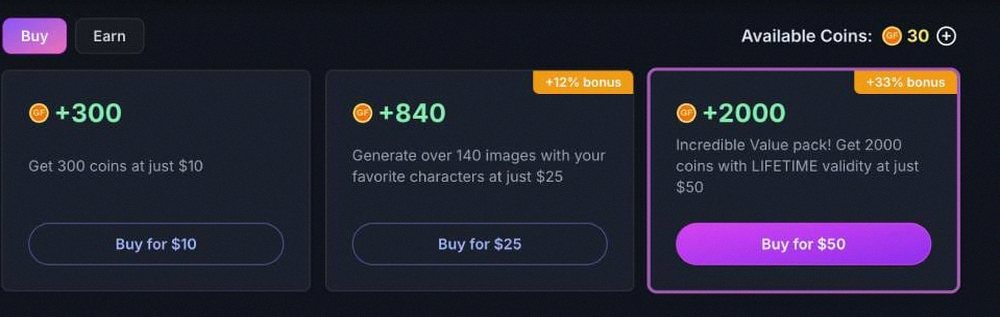 Buy
Earn
Available Coins: GF 30
+12% bonus
+33% bonus
GF +300
GF +840
GF +2000
Get 300 coins at just $10
Generate over 140 images with your
favorite characters at just $25
Incredible Value pack! Get 2000
coins with LIFETIME validity at just
$50
Buy for $10
Buy for $25
Buy for $50